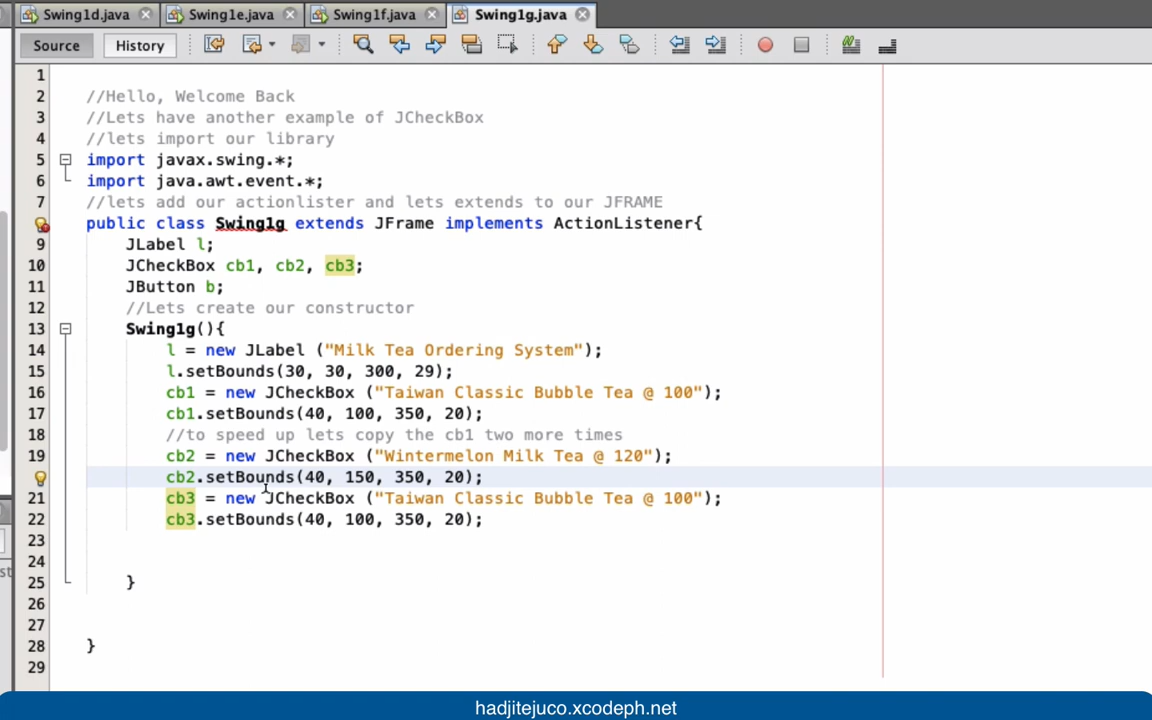 Swing1d.java Swing1e.java Swing1f.java Swing1g.java
Source History
1
2 //Hello, Welcome Back
3 //Lets have another example of JCheckBox
4 //lets import our library
5 import javax.swing.*;
6 import java.awt.event.*;
7 //lets add our actionlister and lets extends to our JFRAME
public class Swing1g extends JFrame implements ActionListener{
9 JLabel l;
10 JCheckBox cb1, cb2, cb3;
11 JButton b;
12 //Lets create our constructor
13 Swing1g(){
14 l = new JLabel ("Milk Tea Ordering System");
15 l.setBounds(30, 30, 300, 29);
16 cb1 = new JCheckBox ("Taiwan Classic Bubble Tea @ 100");
17 cb1.setBounds(40, 100, 350, 20);
18 //to speed up lets copy the cb1 two more times
19 cb2 = new JCheckBox ("Wintermelon Milk Tea @ 120");
cb2.setBounds(40, 150, 350, 20);
21 cb3 = new JCheckBox ("Taiwan Classic Bubble Tea @ 100");
22 cb3.setBounds(40, 100, 350, 20);
23
24
25 }
26
27
28 }
29
hadjitejuco.xcodeph.net